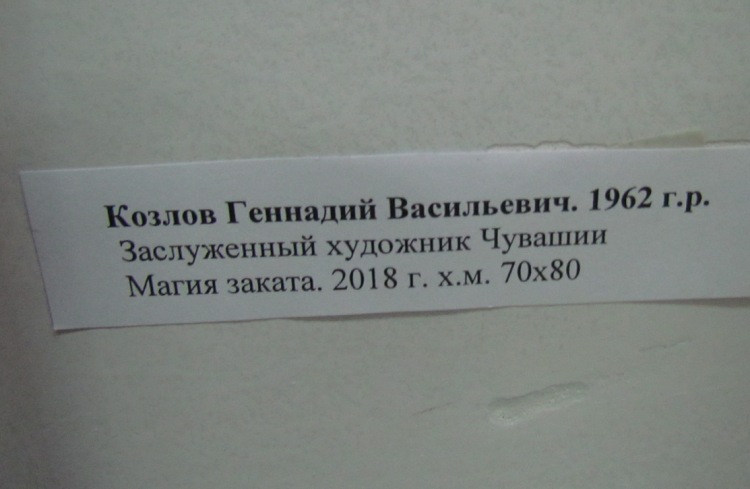 Козлов Геннадий Васильевич. 1962 г.р.
Заслуженный художник Чувашии
Магия заката. 2018 г. х.м. 70х80